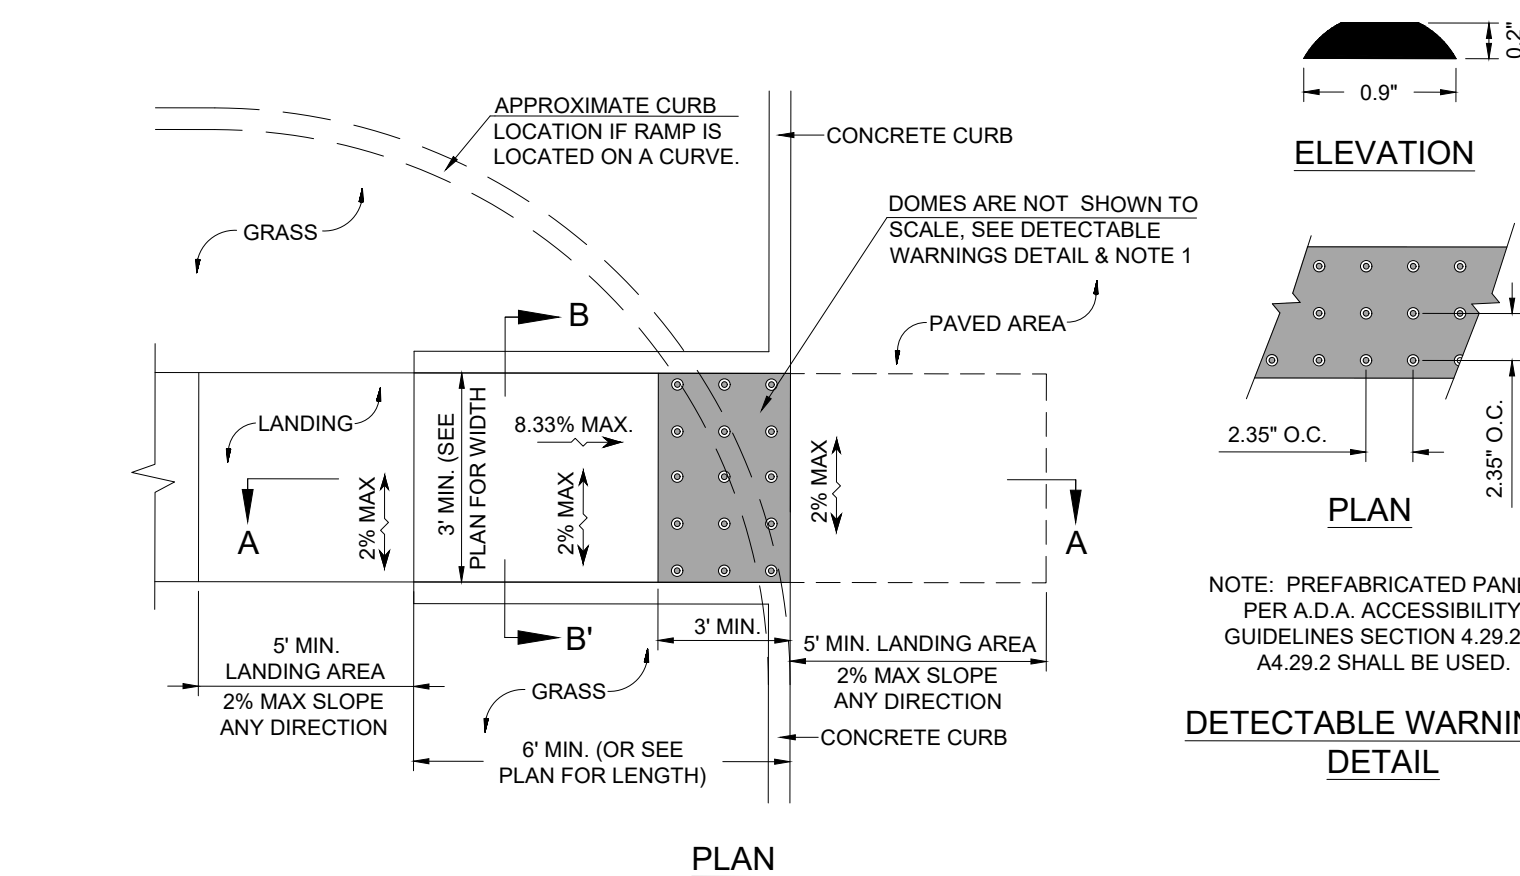 APPROXIMATE CURB
LOCATION IF RAMP IS
LOCATED ON A CURVE.
CONCRETE CURB
GRASS
DOMES ARE NOT SHOWN TO
SCALE, SEE DETECTABLE
WARNINGS DETAIL & NOTE 1
PAVED AREA
B
LANDING
3' MIN. (SEE
PLAN FOR WIDTH
8.33% MAX.
2% MAX
2% MAX
2% MAX
A
A
B'
3' MIN.
5' MIN.
LANDING AREA
2% MAX SLOPE
ANY DIRECTION
5' MIN. LANDING AREA
2% MAX SLOPE
ANY DIRECTION
GRASS
CONCRETE CURB
6' MIN. (OR SEE
PLAN FOR LENGTH)
PLAN
0.2"
0.9"
ELEVATION
2.35" O.C.
2.35" O.C.
PLAN
NOTE: PREFABRICATED
PER A.D.A. ACCESSIBILITY
GUIDELINES SECTION 4.29.2
A4.29.2 SHALL BE USED.
DETECTABLE
DETAIL